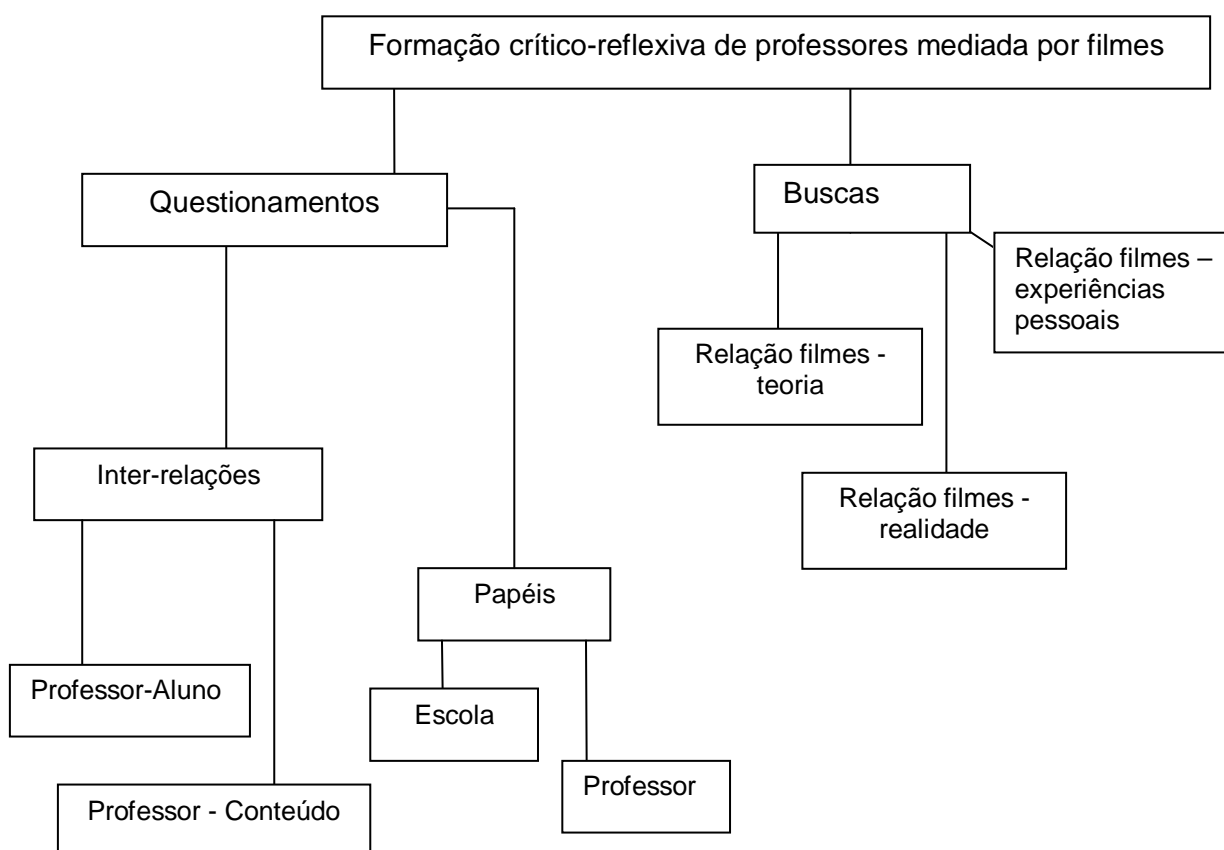 Formação crítico-reflexiva de professores mediada por filmes
Questionamentos
Buscas
Relação filmes –
experiências
pessoais
Relação filmes -
teoria
Inter-relações
Relação filmes -
realidade
Papéis
Professor-Aluno
Escola
Professor
Professor - Conteúdo